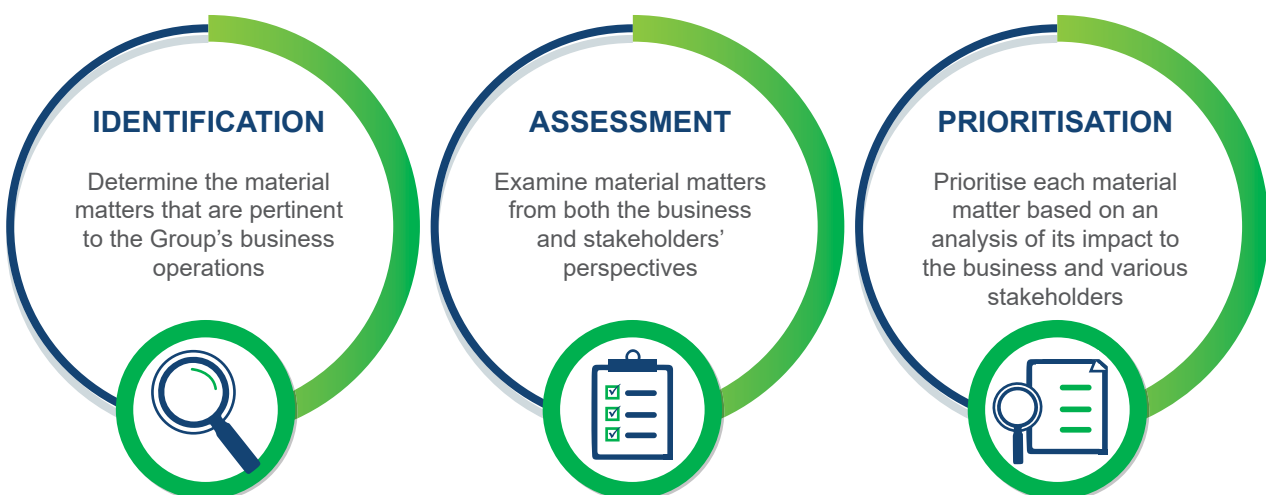 IDENTIFICATION
Determine the material
matters that are pertinent
to the Group's business
operations
ASSESSMENT
Examine material matters
from both the business
and stakeholders'
perspectives
PRIORITISATION
Prioritise each material
matter based on an
analysis of its impact to
the business and various
stakeholders